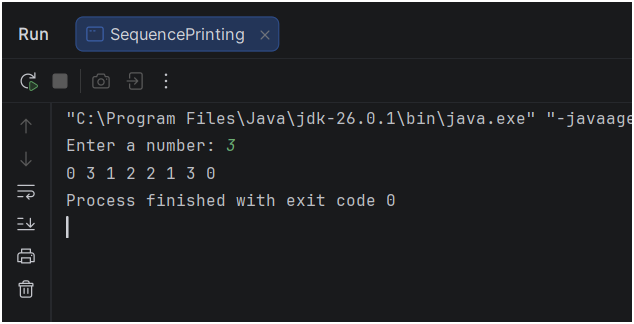 Run SequencePrinting
"C:\Program Files\Java\jdk-26.0.1\bin\java.exe" "-javaage
Enter a number: 3
0 3 1 2 2 1 3 0
Process finished with exit code 0